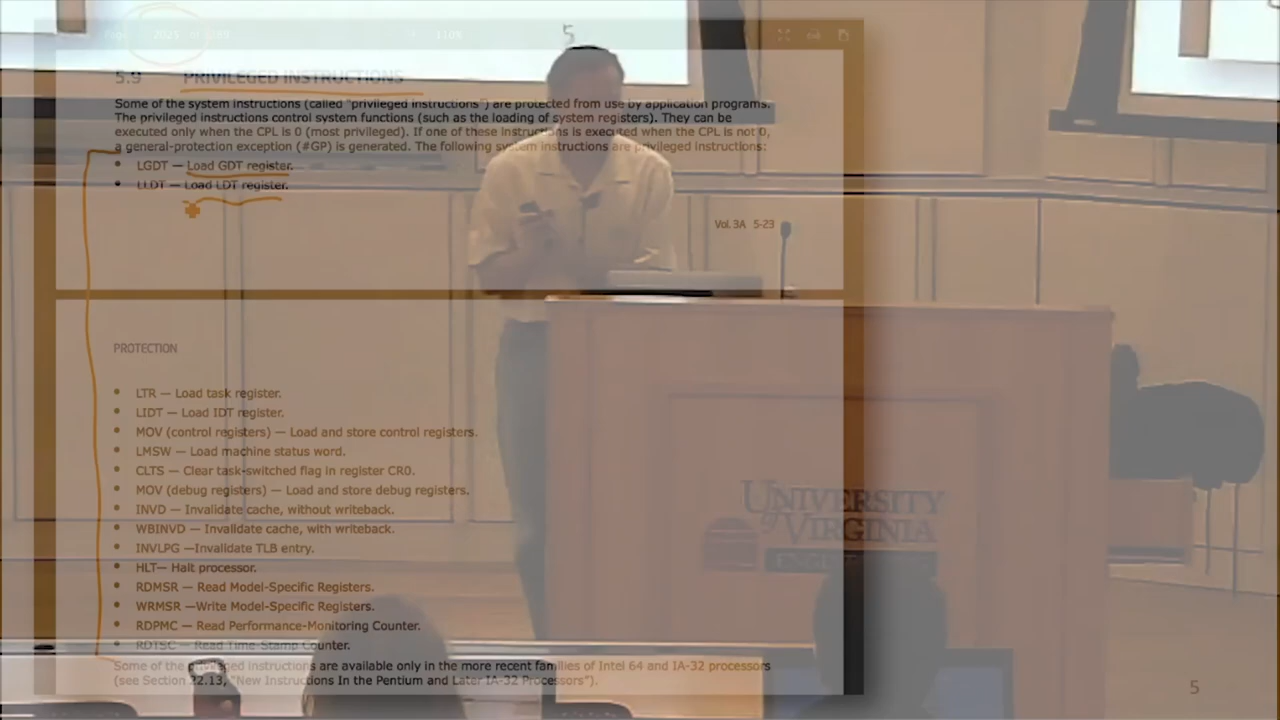 5
Page 2025 of
110%
5.9 PRIVILEGED INSTRUCTIONS
Some of the system instructions (called "privileged instructions") are protected from use by application programs.
The privileged instructions control system functions (such as the loading of system registers). They can be
executed only when the CPL is 0 (most privileged). If one of these instructions is executed when the CPL is not 0,
a general-protection exception (#GP) is generated. The following system instructions are privileged instructions:
• LGDT — Load GDT register.
• LLDT — Load LDT register.
Vol. 3A 5-23
PROTECTION
• LTR — Load task register.
• LIDT — Load IDT register.
• MOV (control registers) — Load and store control registers.
• LMSW — Load machine status word.
• CLTS — Clear task-switched flag in register CR0.
• MOV (debug registers) — Load and store debug registers.
• INVD — Invalidate cache, without writeback.
• WBINVD — Invalidate cache, with writeback.
• INVLPG —Invalidate TLB entry.
• HLT— Halt processor.
• RDMSR — Read Model-Specific Registers.
• WRMSR —Write Model-Specific Registers.
• RDPMC — Read Performance-Monitoring Counter.
• RDTSC — Read Time-Stamp Counter.
Some of the privileged instructions are available only in the more recent families of Intel 64 and IA-32 processors
(see Section 22.13, "New Instructions In the Pentium and Later IA-32 Processors").
UNIVERSITY
of VIRGINIA
5